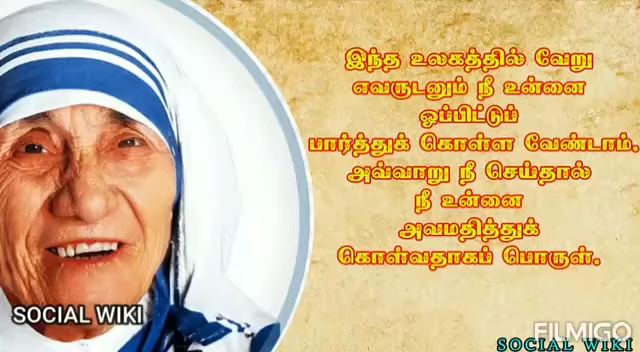 இந்த உலகத்தில் வேறு
எவருடனும் நீ உன்னை
ஒப்பிட்டுப்
பார்த்துக் கொள்ள வேண்டாம்.
அவ்வாறு நீ செய்தால்
நீ உன்னை
அவமதித்துக்
கொள்வதாகப் பொருள்.
SOCIAL WIKI
FILMIGO
SOCIAL WIKI